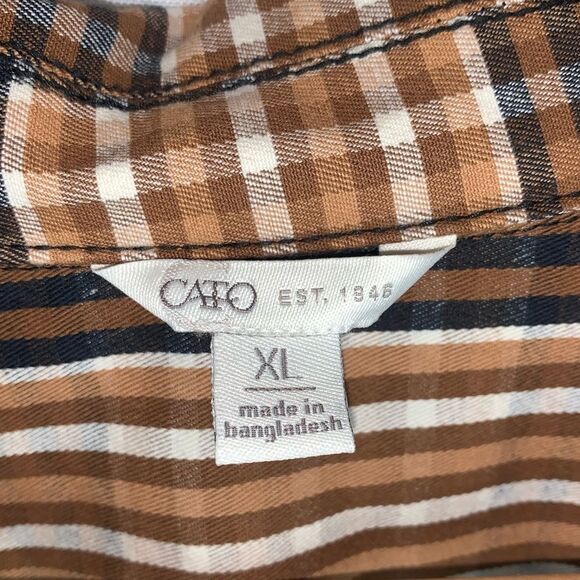 CATO EST. 1946
XL
made in
bangladesh